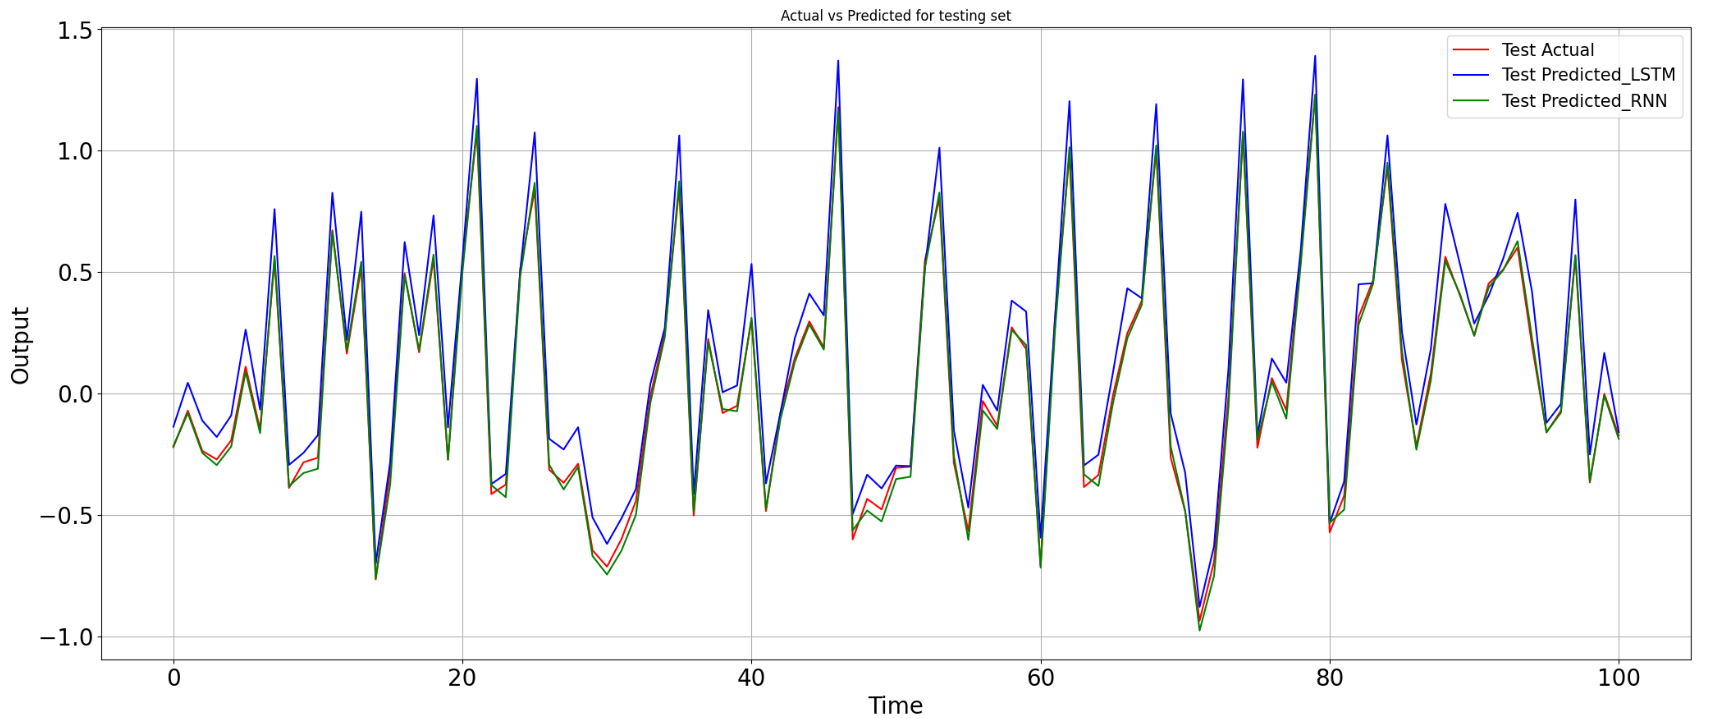 Actual vs Predicted for testing set
Test Actual
Test Predicted_LSTM
Test Predicted_RNN
Output
1.5
1.0
0.5
0.0
−0.5
−1.0
0 20 40 60 80 100
Time